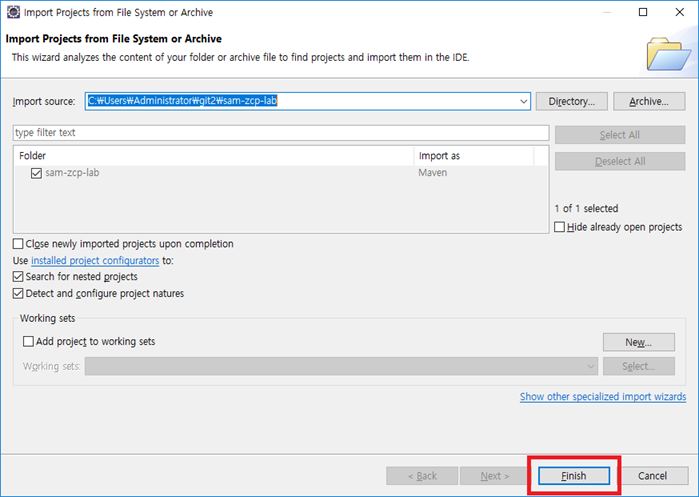 Import Projects from File System or Archive
Import Projects from File System or Archive
This wizard analyzes the content of your folder or archive file to find projects and import them in the IDE.
Import source: C:₩Users₩Administrator₩git2₩sam-zcp-lab Directory... Archive...
type filter text Select All
Folder Import as Deselect All
sam-zcp-lab Maven
1 of 1 selected
Hide already open projects
Close newly imported projects upon completion
Use installed project configurators to:
Search for nested projects
Detect and configure project natures
Working sets
Add project to working sets New...
Working sets: Select...
Show other specialized import wizards
< Back Next > Finish Cancel